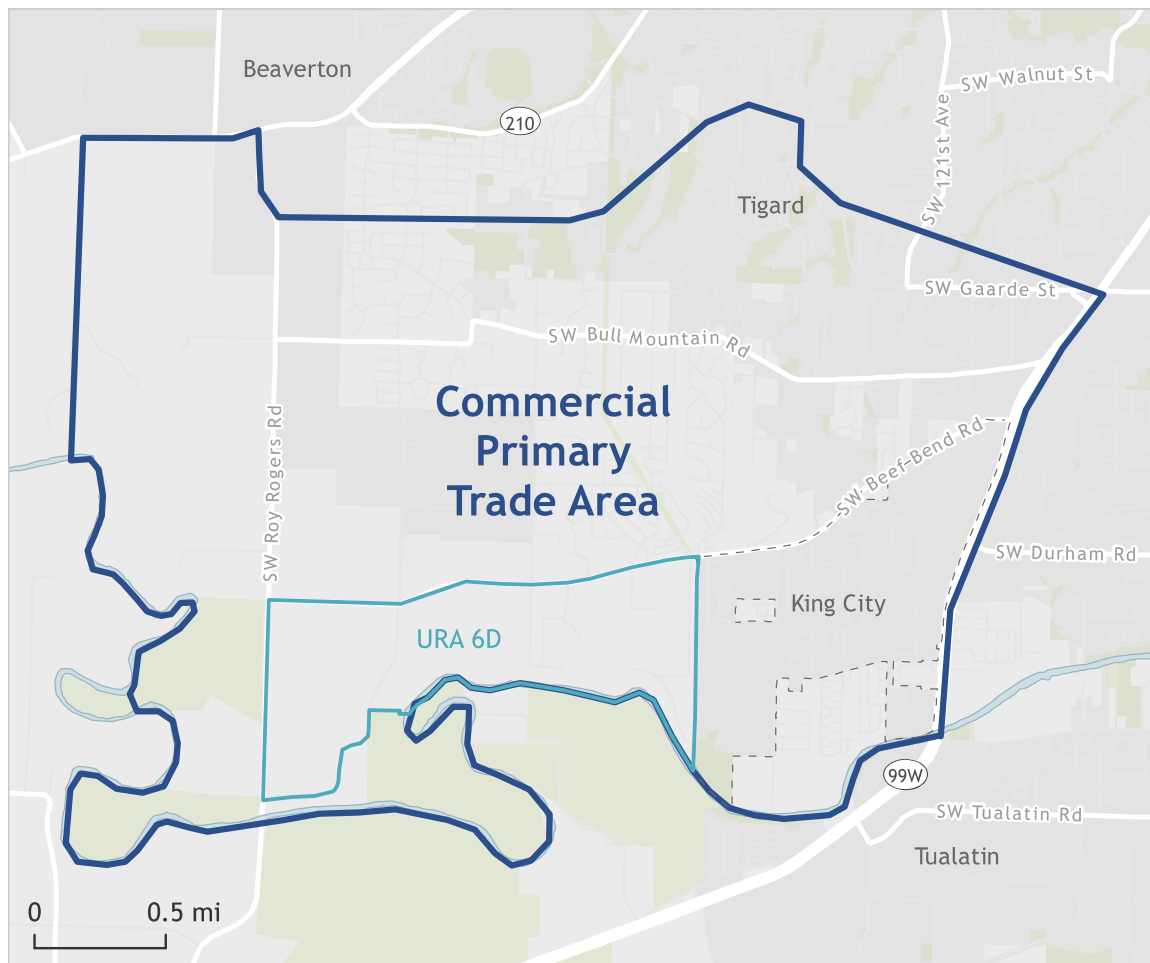 Beaverton
SW Walnut St
210
SW 121st Ave
Tigard
SW Gaarde St
SW Bull Mountain Rd
Commercial
Primary
Trade Area
SW Roy Rogers Rd
SW Beef-Bend Rd
SW Durham Rd
King City
URA 6D
99W
SW Tualatin Rd
Tualatin
0 0.5 mi